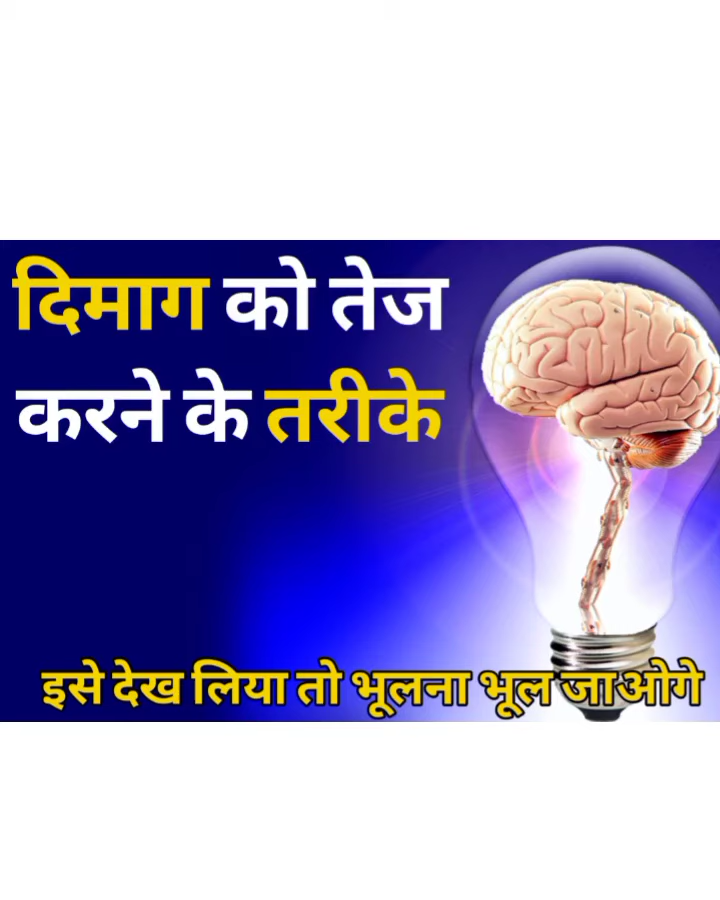 दिमाग को तेज
करने के तरीके
इसे देख लिया तो भूलना भूल जाओगे